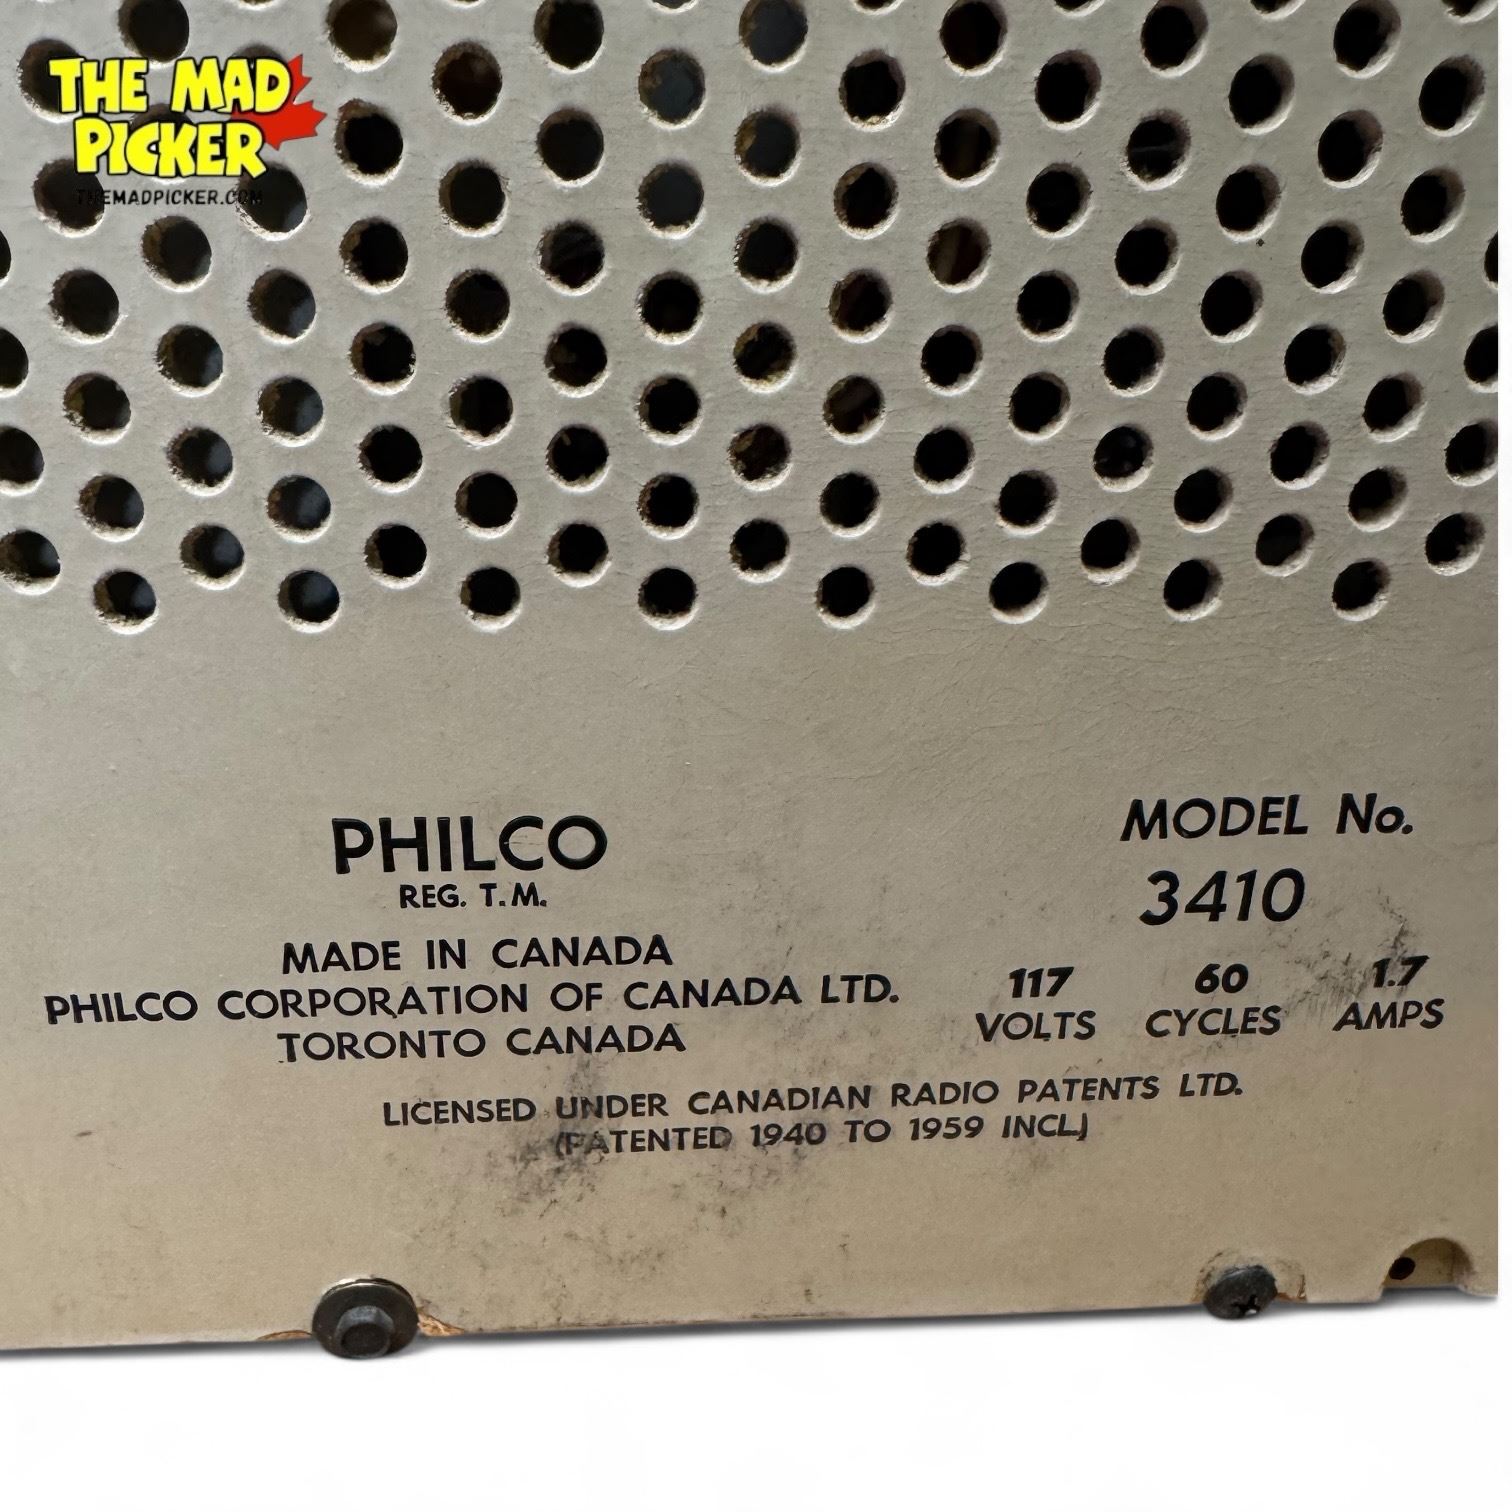 THE MAD
PICKER
THEMADPICKER.COM
PHILCO
REG. T.M.
MADE IN CANADA
PHILCO CORPORATION OF CANADA LTD.
TORONTO CANADA
MODEL No.
3410
117 60 1.7
VOLTS CYCLES AMPS
LICENSED UNDER CANADIAN RADIO PATENTS LTD.
(PATENTED 1940 TO 1959 INCL.)